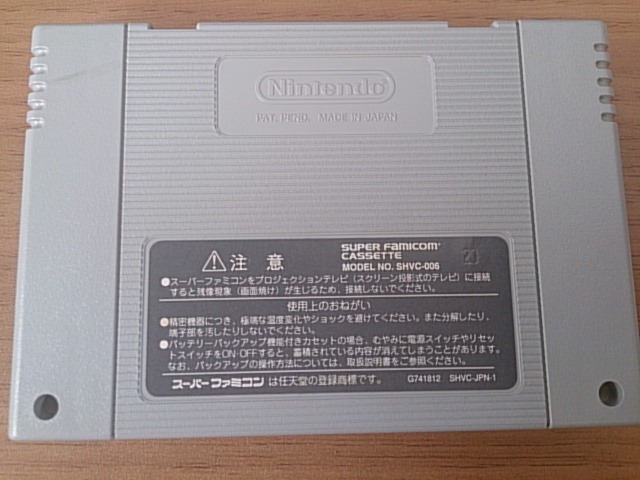 Nintendo
PAT. PEND. MADE IN JAPAN
SUPER FAMICOM
CASSETTE
MODEL NO. SHVC-006
⚠注意
●スーパーファミコンをプロジェクションテレビ（スクリーン投影式のテレビ）に接続
すると残像現象（画面焼け）が生じるため、接続しないでください。
使用上のおねがい
●精密機器につき、極端な温度変化やショックを避けてください。また分解したり、
端子部を汚したりしないでください。
●バッテリーバックアップ機能付きカセットの場合、むやみに電源スイッチやリセッ
トスイッチをON・OFFすると、蓄積されている内容が消えてしまうことがあります。
なお、バックアップの操作方法については、取扱説明書をご参照ください。
スーパーファミコンは任天堂の登録商標です。
G741812 SHVC-JPN-1